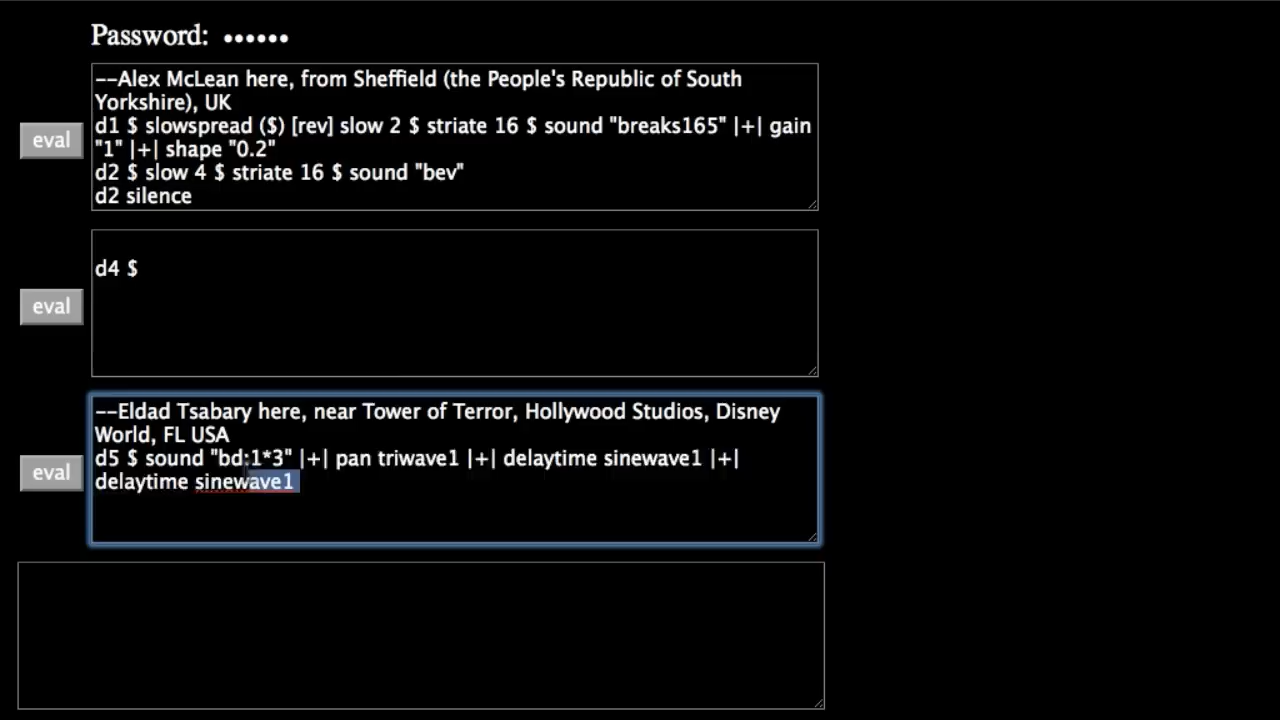 Password: ••••••
--Alex McLean here, from Sheffield (the People's Republic of South
Yorkshire), UK
d1 $ slowspread ($) [rev] slow 2 $ striate 16 $ sound "breaks165" |+| gain
"1" |+| shape "0.2"
d2 $ slow 4 $ striate 16 $ sound "bev"
d2 silence
eval
d4 $
eval
--Eldad Tsabary here, near Tower of Terror, Hollywood Studios, Disney
World, FL USA
d5 $ sound "bd:1*3" |+| pan triwave1 |+| delaytime sinewave1 |+|
delaytime sinewave1
eval